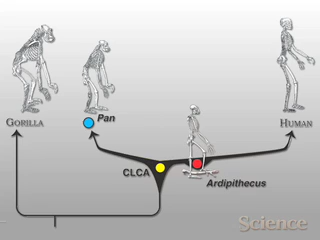 GORILLA
Pan
HUMAN
CLCA
Ardipithecus
Science